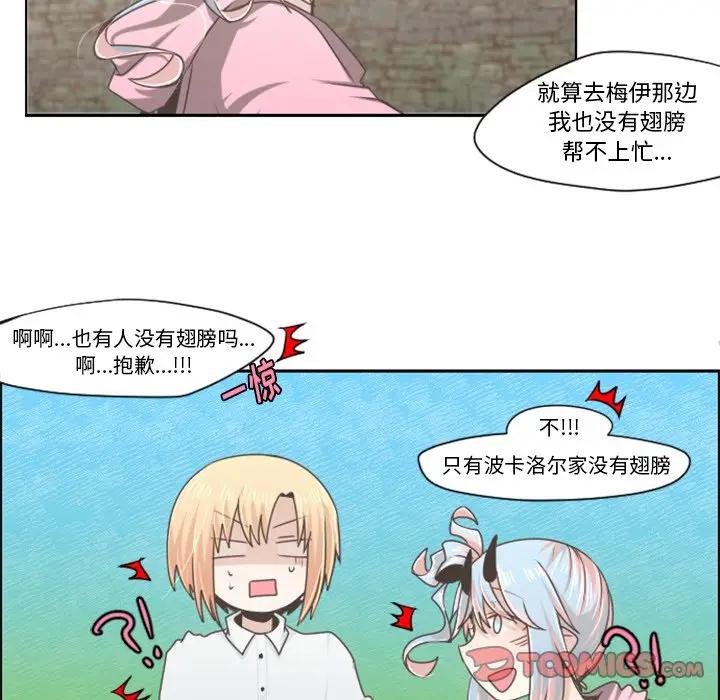 就算去梅伊那边
我也没有翅膀
帮不上忙...
啊啊...也有人没有翅膀吗...
啊...抱歉...!!!
一惊
不!!!
只有波卡洛尔家没有翅膀
?!
?!
TOOMICS.COM